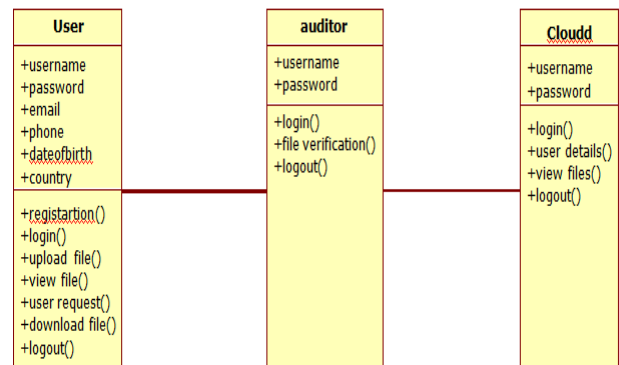 User
+username
+password
+email
+phone
+dateofbirth
+country
+registartion()
+login()
+upload file()
+view file()
+user request()
+download file()
+logout()
auditor
+username
+password
+login()
+file verification()
+logout()
Cloudd
+username
+password
+login()
+user details()
+view files()
+logout()